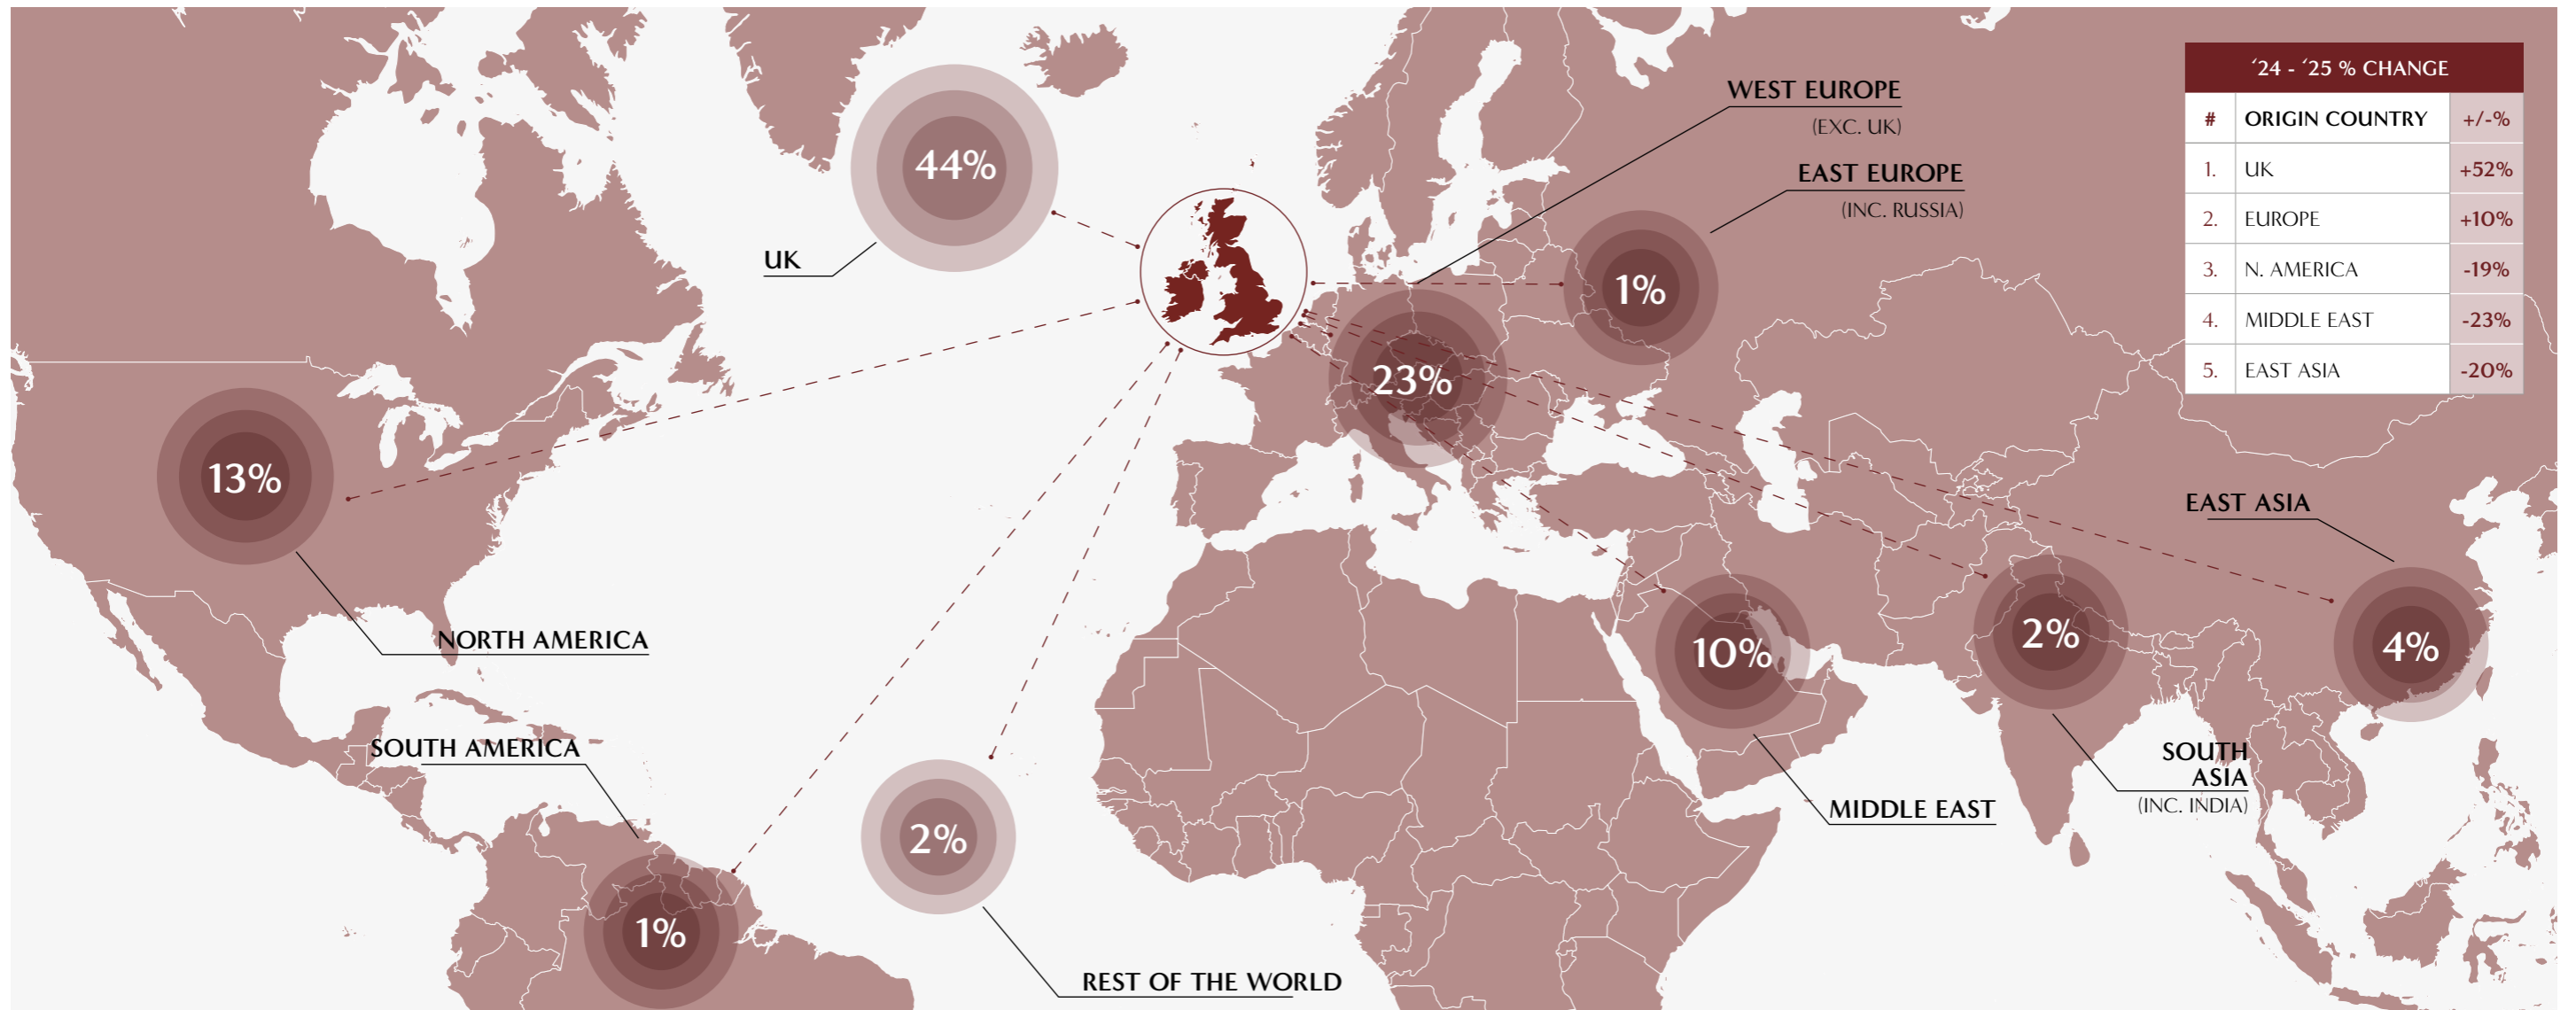 WEST EUROPE
(EXC. UK)
EAST EUROPE
(INC. RUSSIA)
44%
UK
1%
23%
13%
NORTH AMERICA
SOUTH AMERICA
1%
2%
REST OF THE WORLD
10%
MIDDLE EAST
2%
SOUTH
ASIA
(INC. INDIA)
EAST ASIA
4%
‘24 - ‘25 % CHANGE
# ORIGIN COUNTRY +/-%
1. UK +52%
2. EUROPE +10%
3. N. AMERICA -19%
4. MIDDLE EAST -23%
5. EAST ASIA -20%